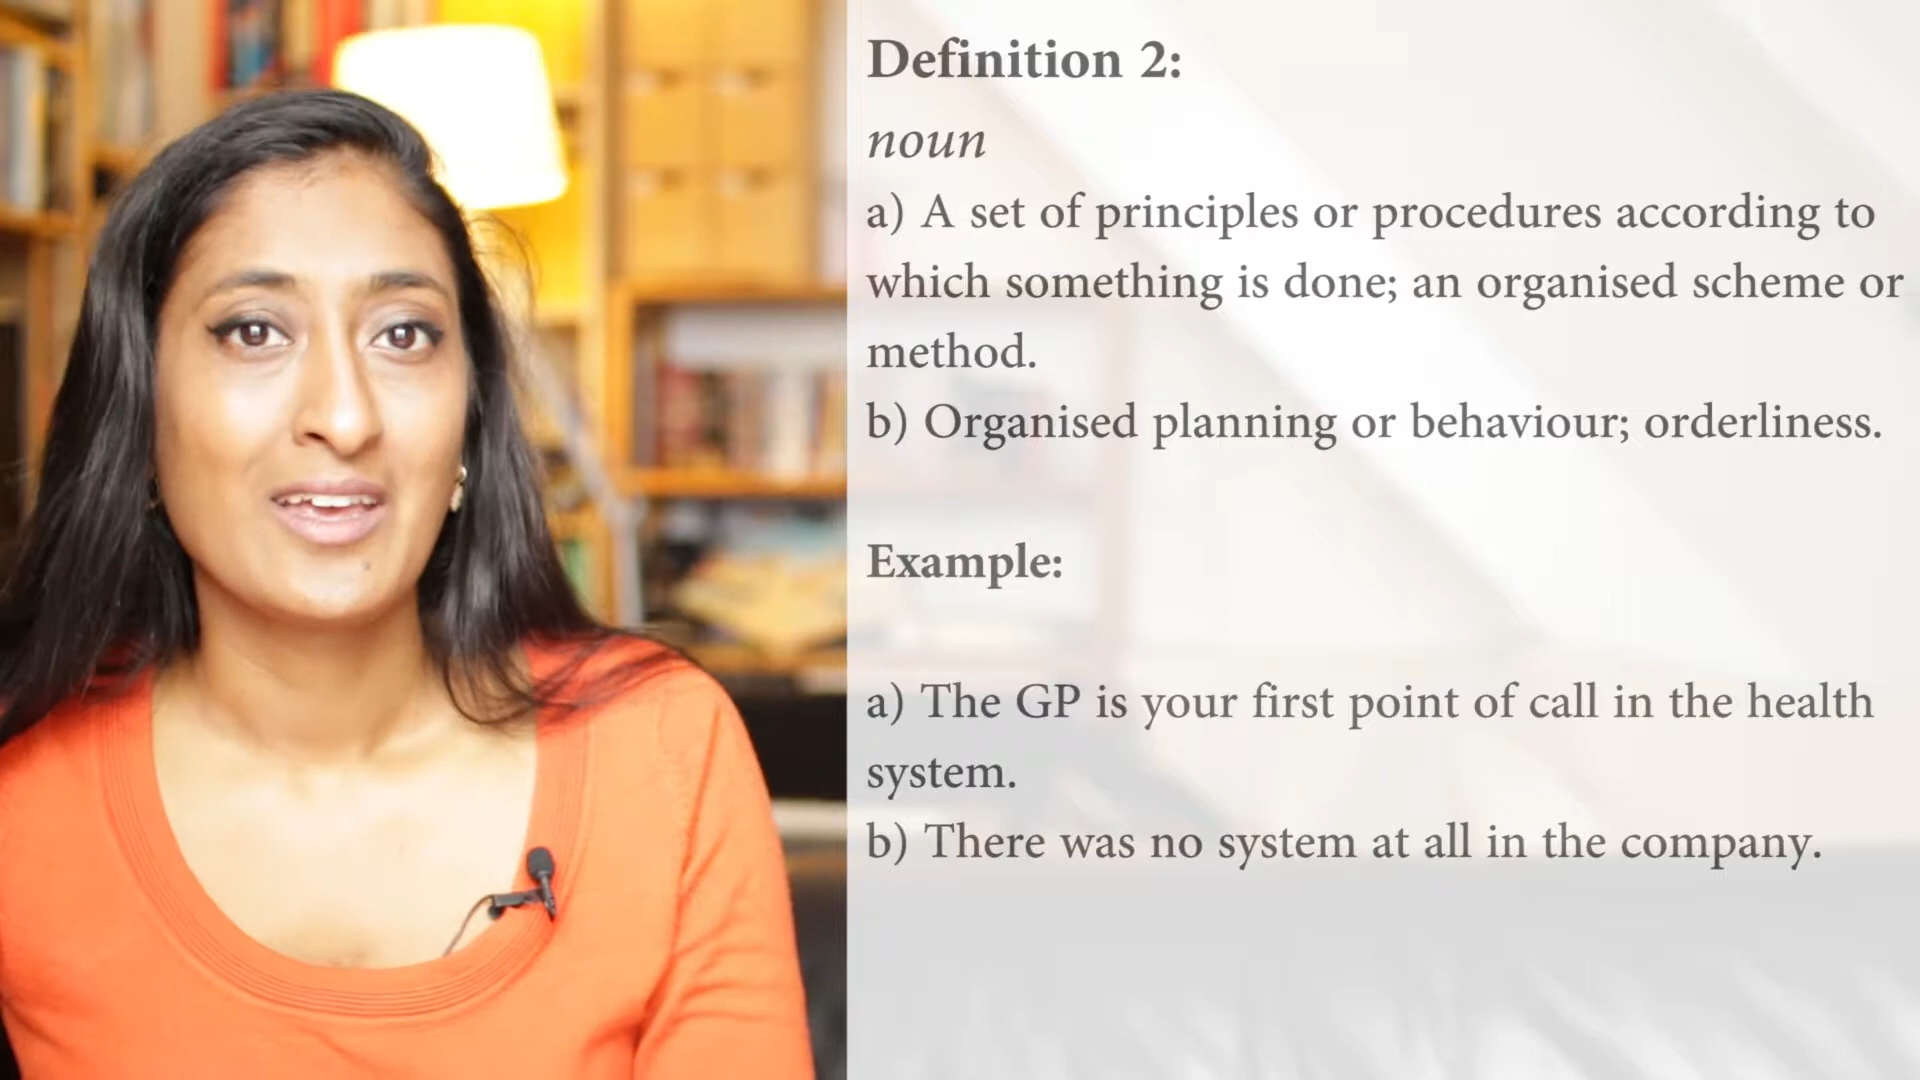 Definition 2:
noun
a) A set of principles or procedures according to
which something is done; an organised scheme or
method.
b) Organised planning or behaviour; orderliness.
Example:
a) The GP is your first point of call in the health
system.
b) There was no system at all in the company.